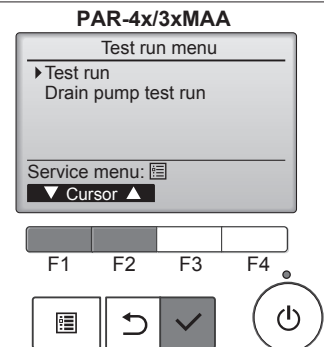 PAR-4x/3xMAA
Test run menu
Test run
Drain pump test run
Service menu:
▼ Cursor ▲
F1 F2 F3 F4